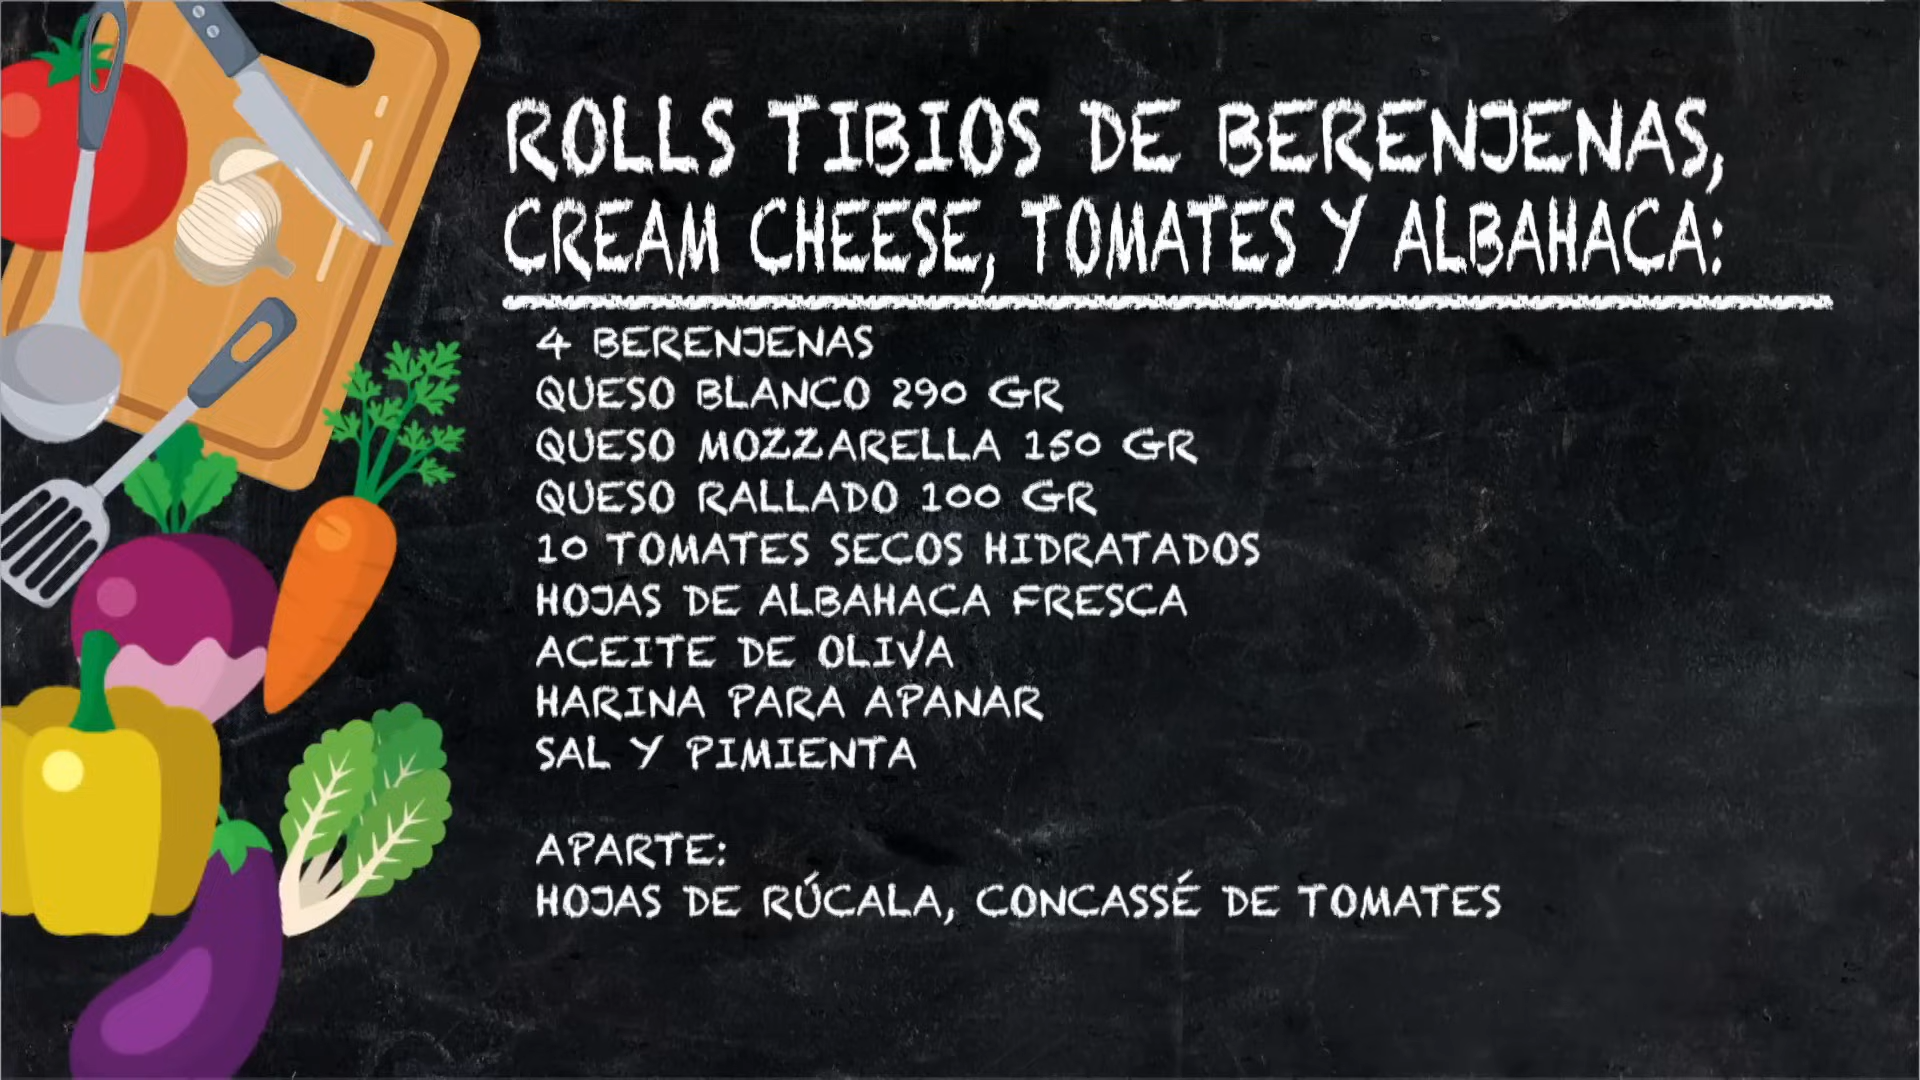 ROLLS TIBIOS DE BERENJENAS,
CREAM CHEESE, TOMATES Y ALBAHACA:
4 BERENJENAS
QUESO BLANCO 290 GR
QUESO MOZZARELLA 150 GR
QUESO RALLADO 100 GR
10 TOMATES SECOS HIDRATADOS
HOJAS DE ALBAHACA FRESCA
ACEITE DE OLIVA
HARINA PARA APANAR
SAL Y PIMIENTA
APARTE:
HOJAS DE RÚCALA, CONCASSÉ DE TOMATES